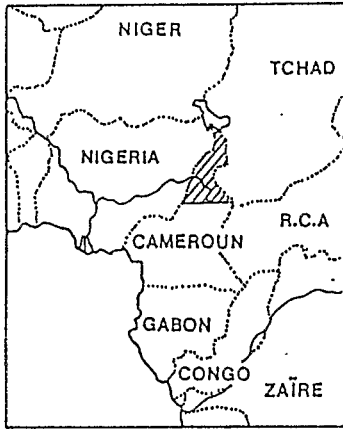 NIGER
TCHAD
NIGERIA
R.C.A
CAMEROUN
GABON
CONGO
ZAÏRE